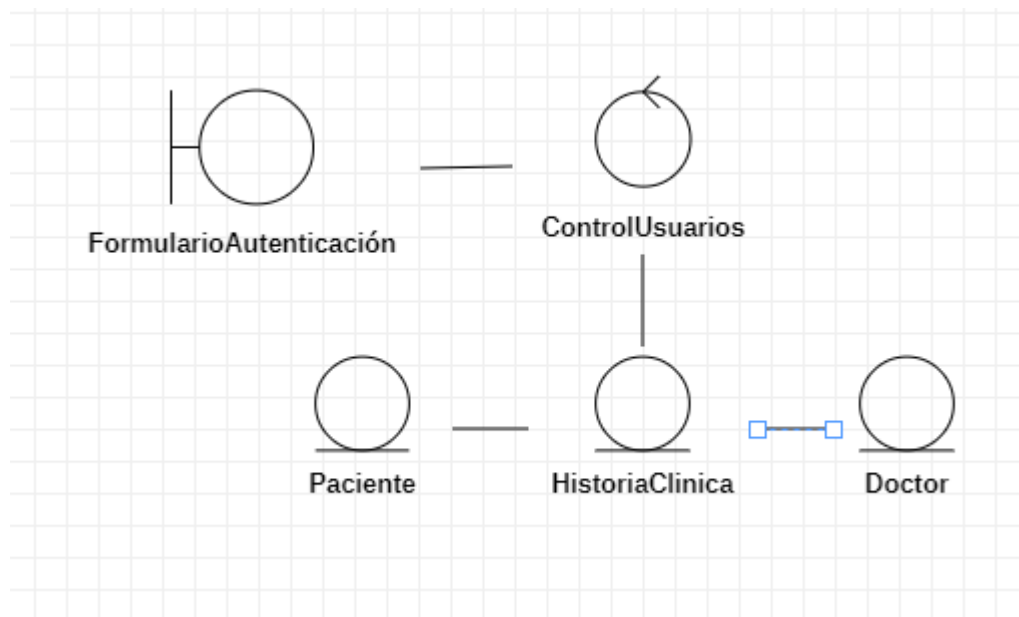 FormularioAutenticación
ControlUsuarios
Paciente
HistoriaClinica
Doctor